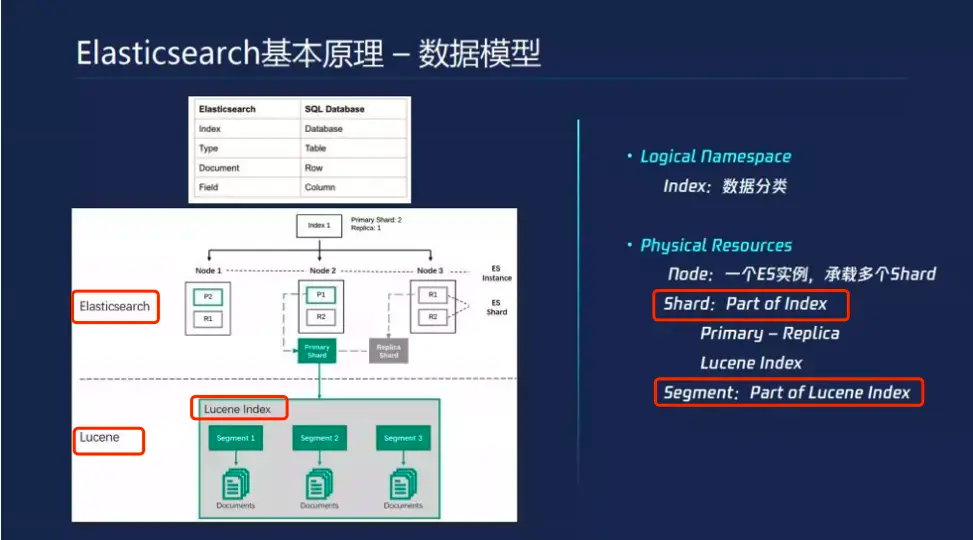 Elasticsearch基本原理 – 数据模型
Elasticsearch SQL Database
Index Database
Type Table
Document Row
Field Column
Index 1
Primary Shard: 2
Replica: 1
Node 1
Node 2
Node 3
ES
Instance
P2
R1
P1
R2
R1
R2
ES
Shard
Elasticsearch
Primary
Shard
Replica
Shard
Lucene
Lucene Index
Segment 1
Segment 2
Segment 3
Documents
Documents
Documents
• Logical Namespace
Index：数据分类
• Physical Resources
Node：一个ES实例，承载多个Shard
Shard：Part of Index
Primary – Replica
Lucene Index
Segment：Part of Lucene Index